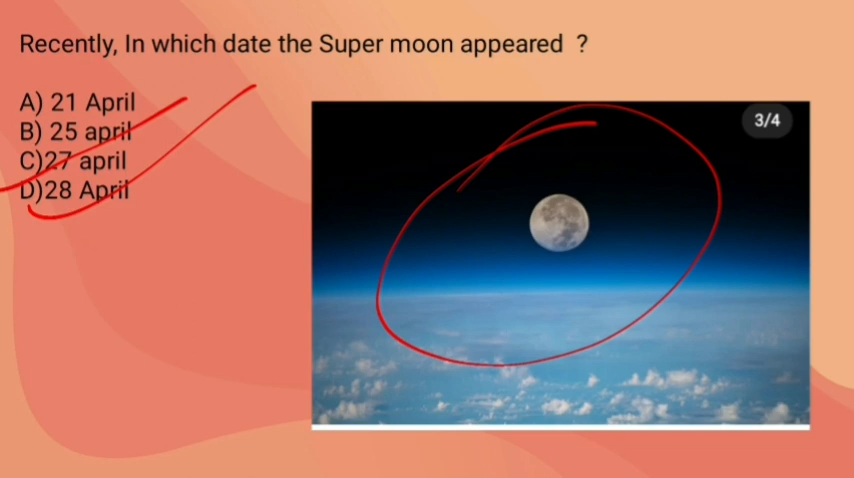 Recently, In which date the Super moon appeared ?
A) 21 April
B) 25 april
C)27 april
D)28 April
3/4